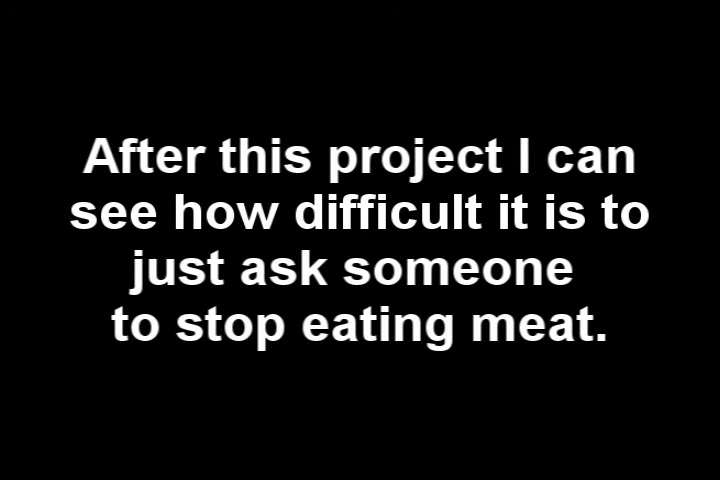 After this project I can
see how difficult it is to
just ask someone
to stop eating meat.